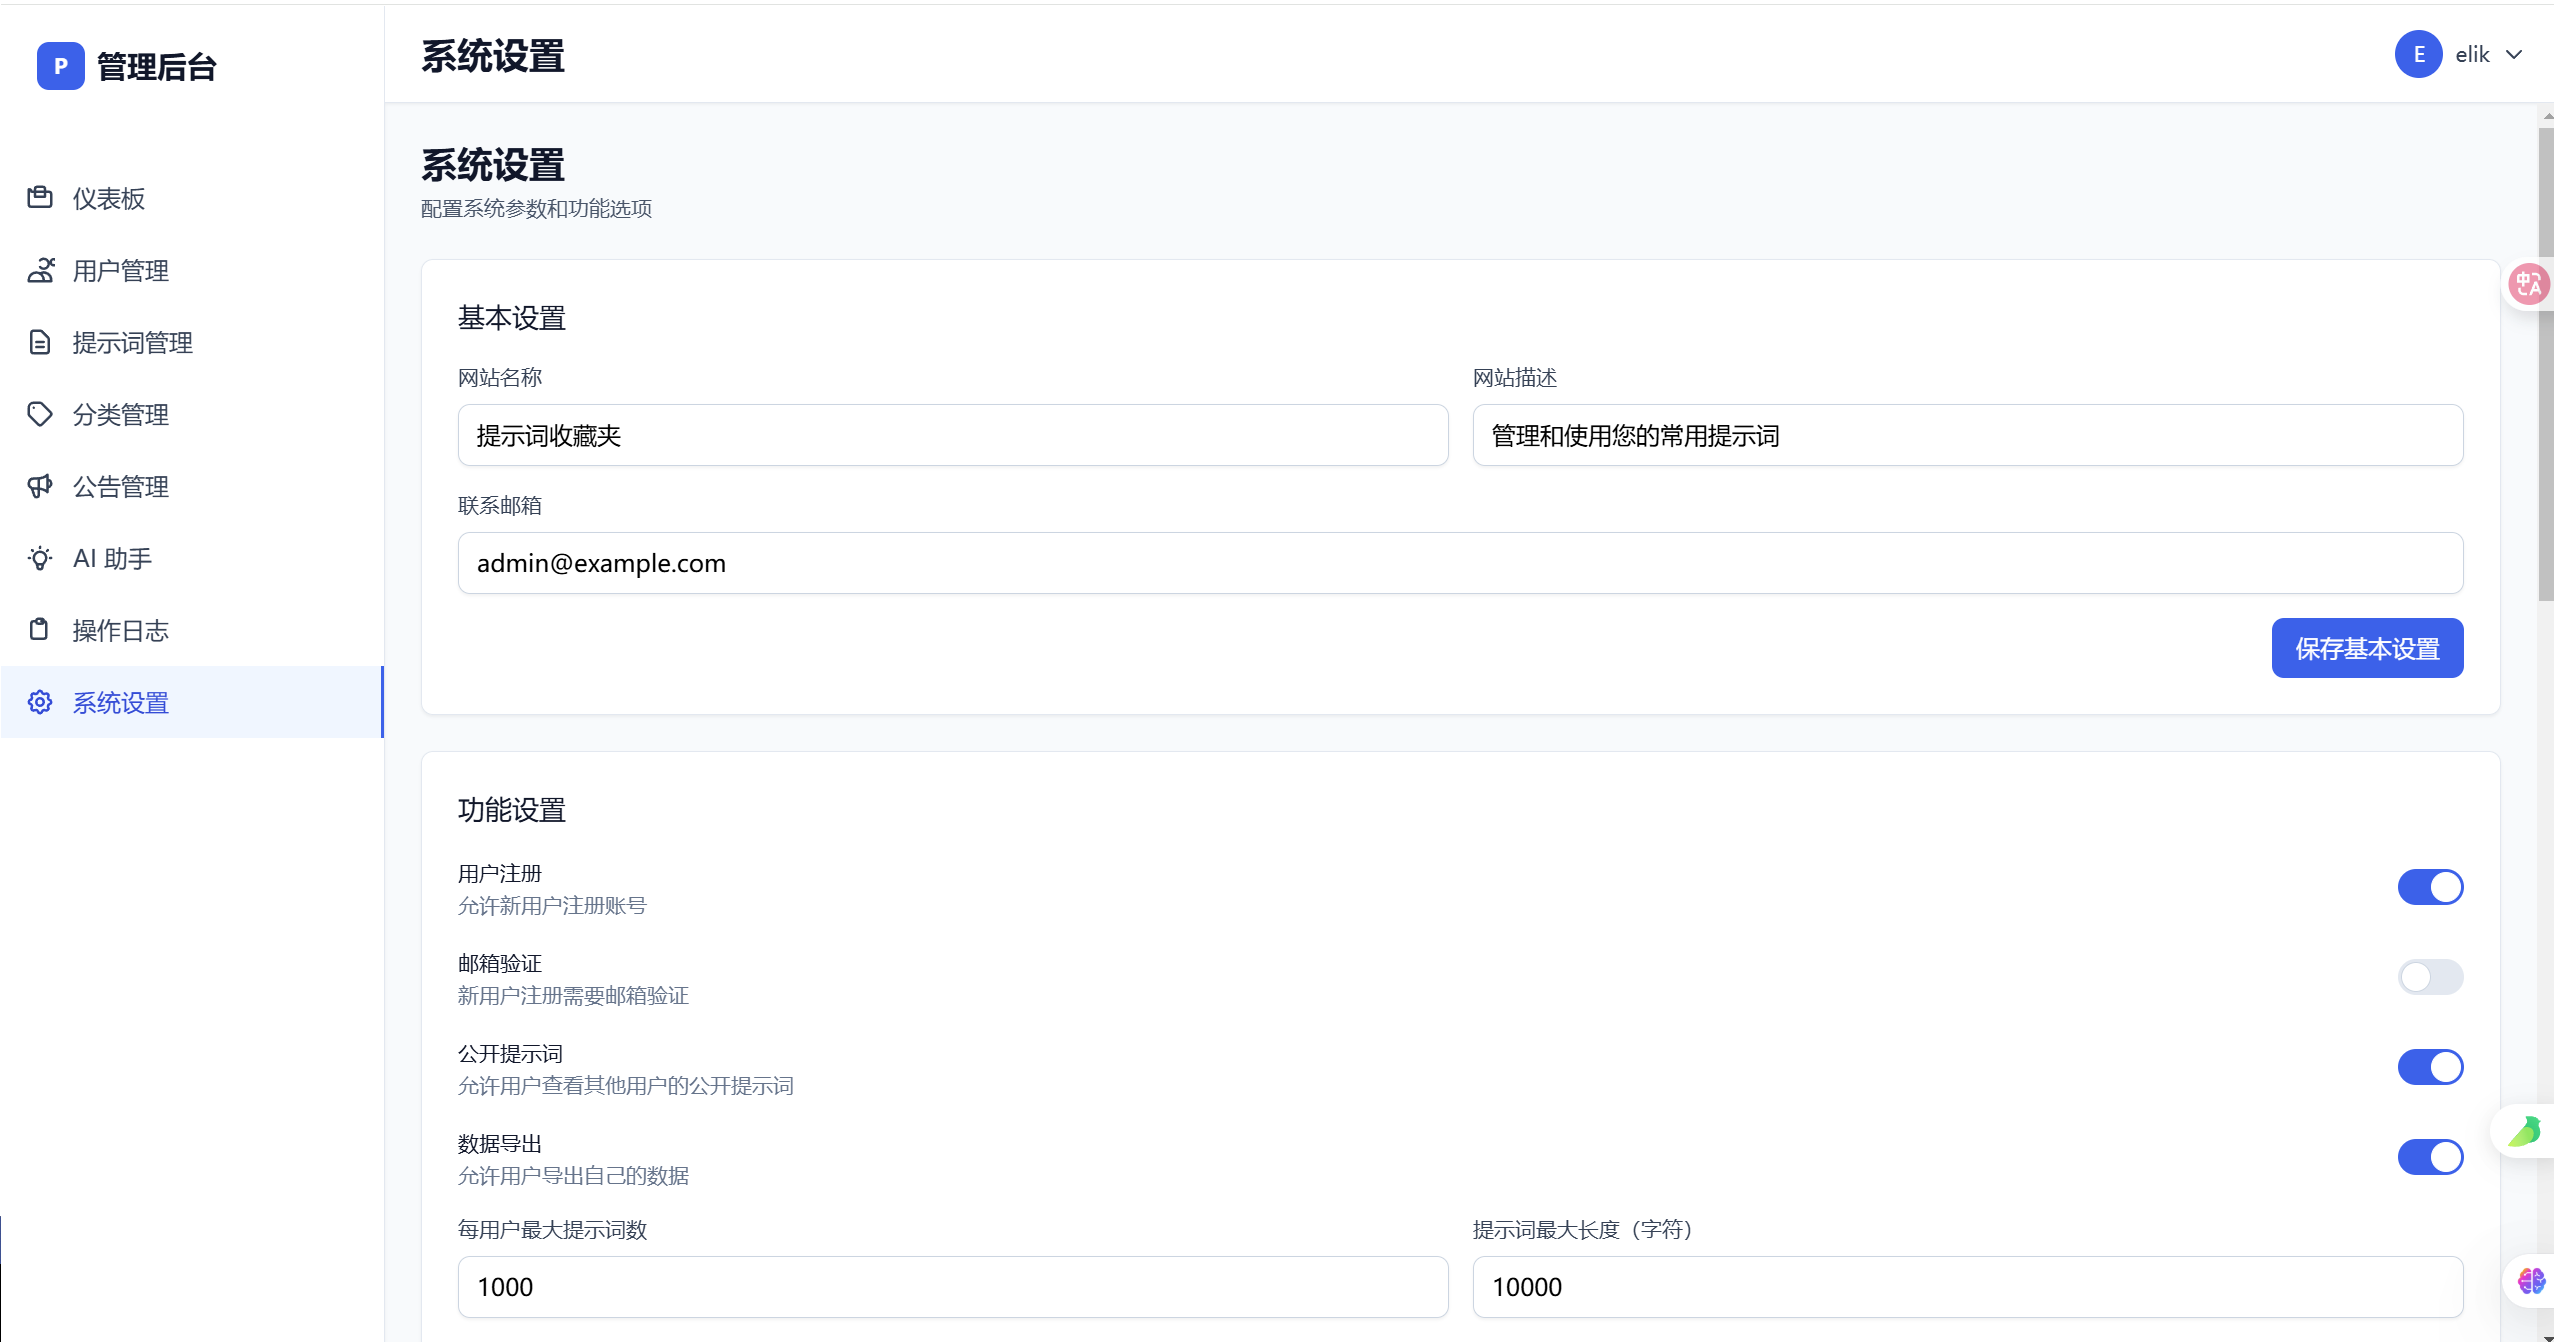 P 管理后台
仪表板
用户管理
提示词管理
分类管理
公告管理
AI 助手
操作日志
系统设置
系统设置
E elik
系统设置
配置系统参数和功能选项
基本设置
网站名称
提示词收藏夹
网站描述
管理和使用您的常用提示词
联系邮箱
admin@example.com
保存基本设置
功能设置
用户注册
允许新用户注册账号
邮箱验证
新用户注册需要邮箱验证
公开提示词
允许用户查看其他用户的公开提示词
数据导出
允许用户导出自己的数据
每用户最大提示词数
1000
提示词最大长度（字符）
10000
中A